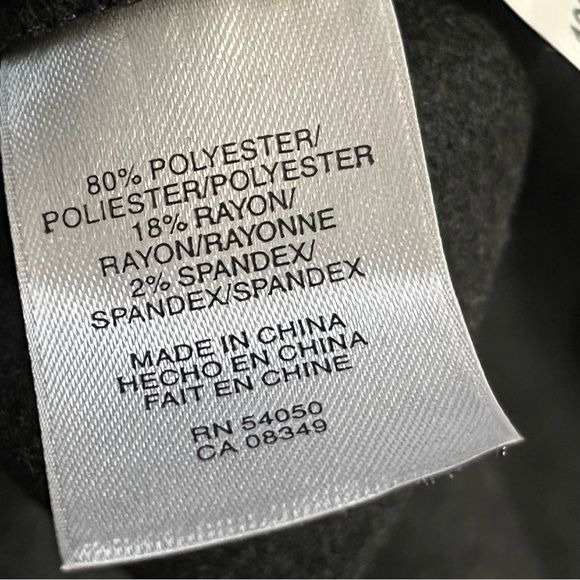 80% POLYESTER/
POLIESTER/POLYESTER
18% RAYON/
RAYON/RAYONNE
2% SPANDEX/
SPANDEX/SPANDEX
MADE IN CHINA
HECHO EN CHINA
FAIT EN CHINE
RN 54050
CA 08349